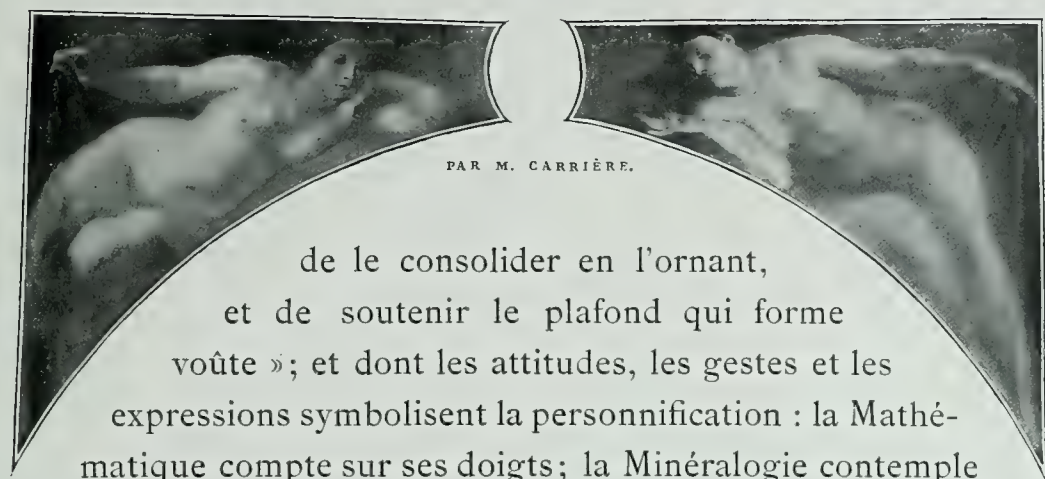 PAR M. CARRIÈRE.
de le consolider en l'ornant,
et de soutenir le plafond qui forme
voûte »; et dont les attitudes, les gestes et les
expressions symbolisent la personnification : la Mathé-
matique compte sur ses doigts; la Minéralogie contemple